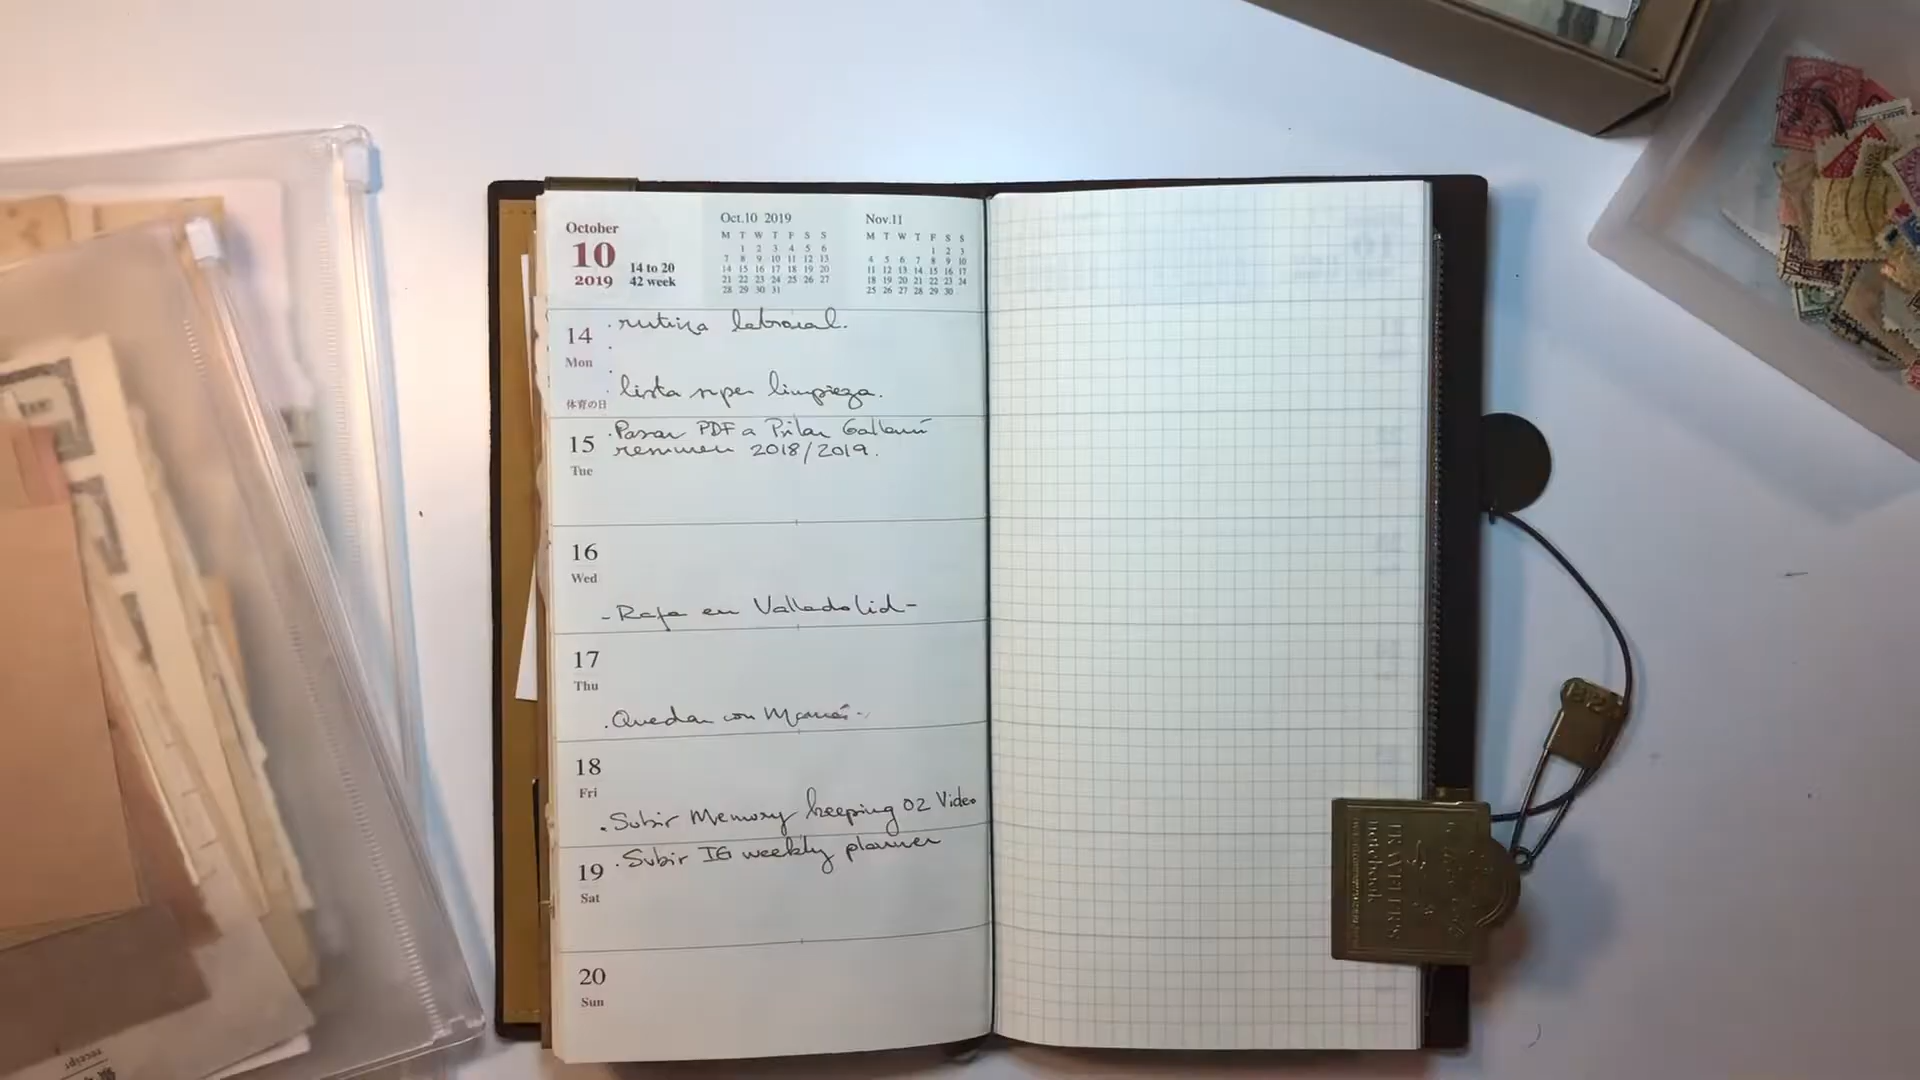 October
10
2019
14 to 20
42 week
Oct.10 2019
M T W T F S S
1 2 3 4 5 6
7 8 9 10 11 12 13
14 15 16 17 18 19 20
21 22 23 24 25 26 27
28 29 30 31
Nov.11
M T W T F S S
1 2 3
4 5 6 7 8 9 10
11 12 13 14 15 16 17
18 19 20 21 22 23 24
25 26 27 28 29 30
14
Mon
体育の日
. rutina laboral.
. lista super limpieza.
15
Tue
. Pasar PDF a Pilar
resumen 2018/2019.
16
Wed
- Rafa en Valladolid -
17
Thu
. Quedar con
18
Fri
. Subir Memory keeping 02 Video
19
Sat
. Subir IG weekly planner
20
Sun
TRAVELER'S
notebook